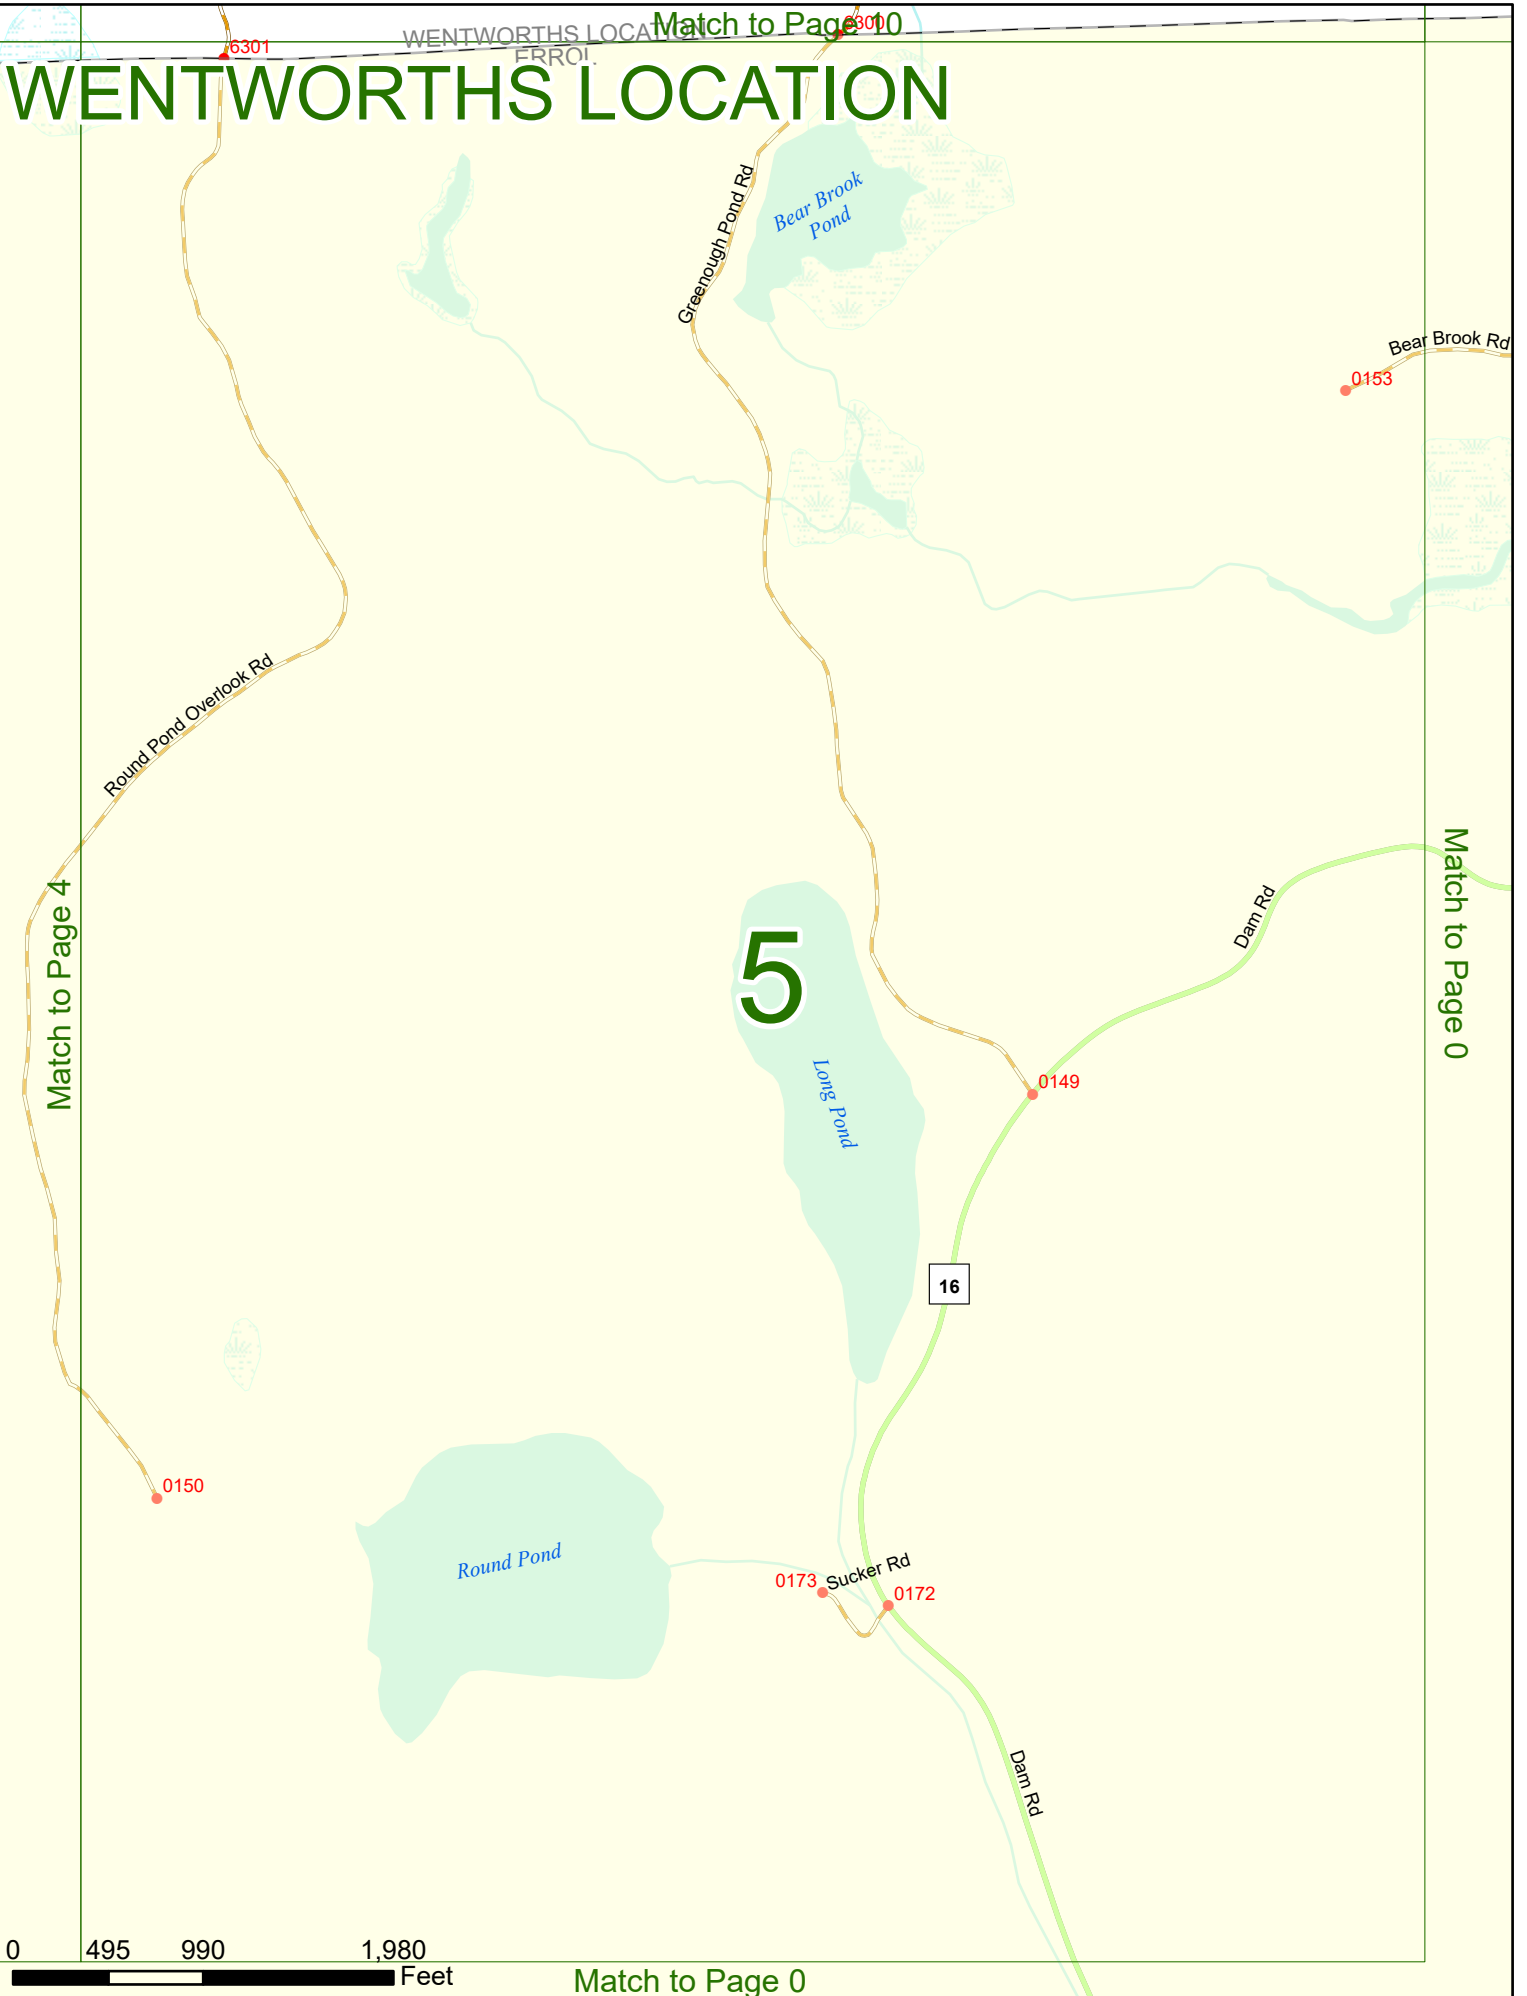 Match to Page 10
6300
6301
WENTWORTHS LOCATION
ERROL
WENTWORTHS LOCATION
Bear Brook
Pond
Greenough Pond Rd
Bear Brook Rd
0153
Round Pond Overlook Rd
Match to Page 4
5
Dam Rd
Match to Page 0
Long Pond
0149
16
0150
Round Pond
0173
Sucker Rd
0172
Dam Rd
0 495 990 1,980
Feet
Match to Page 0